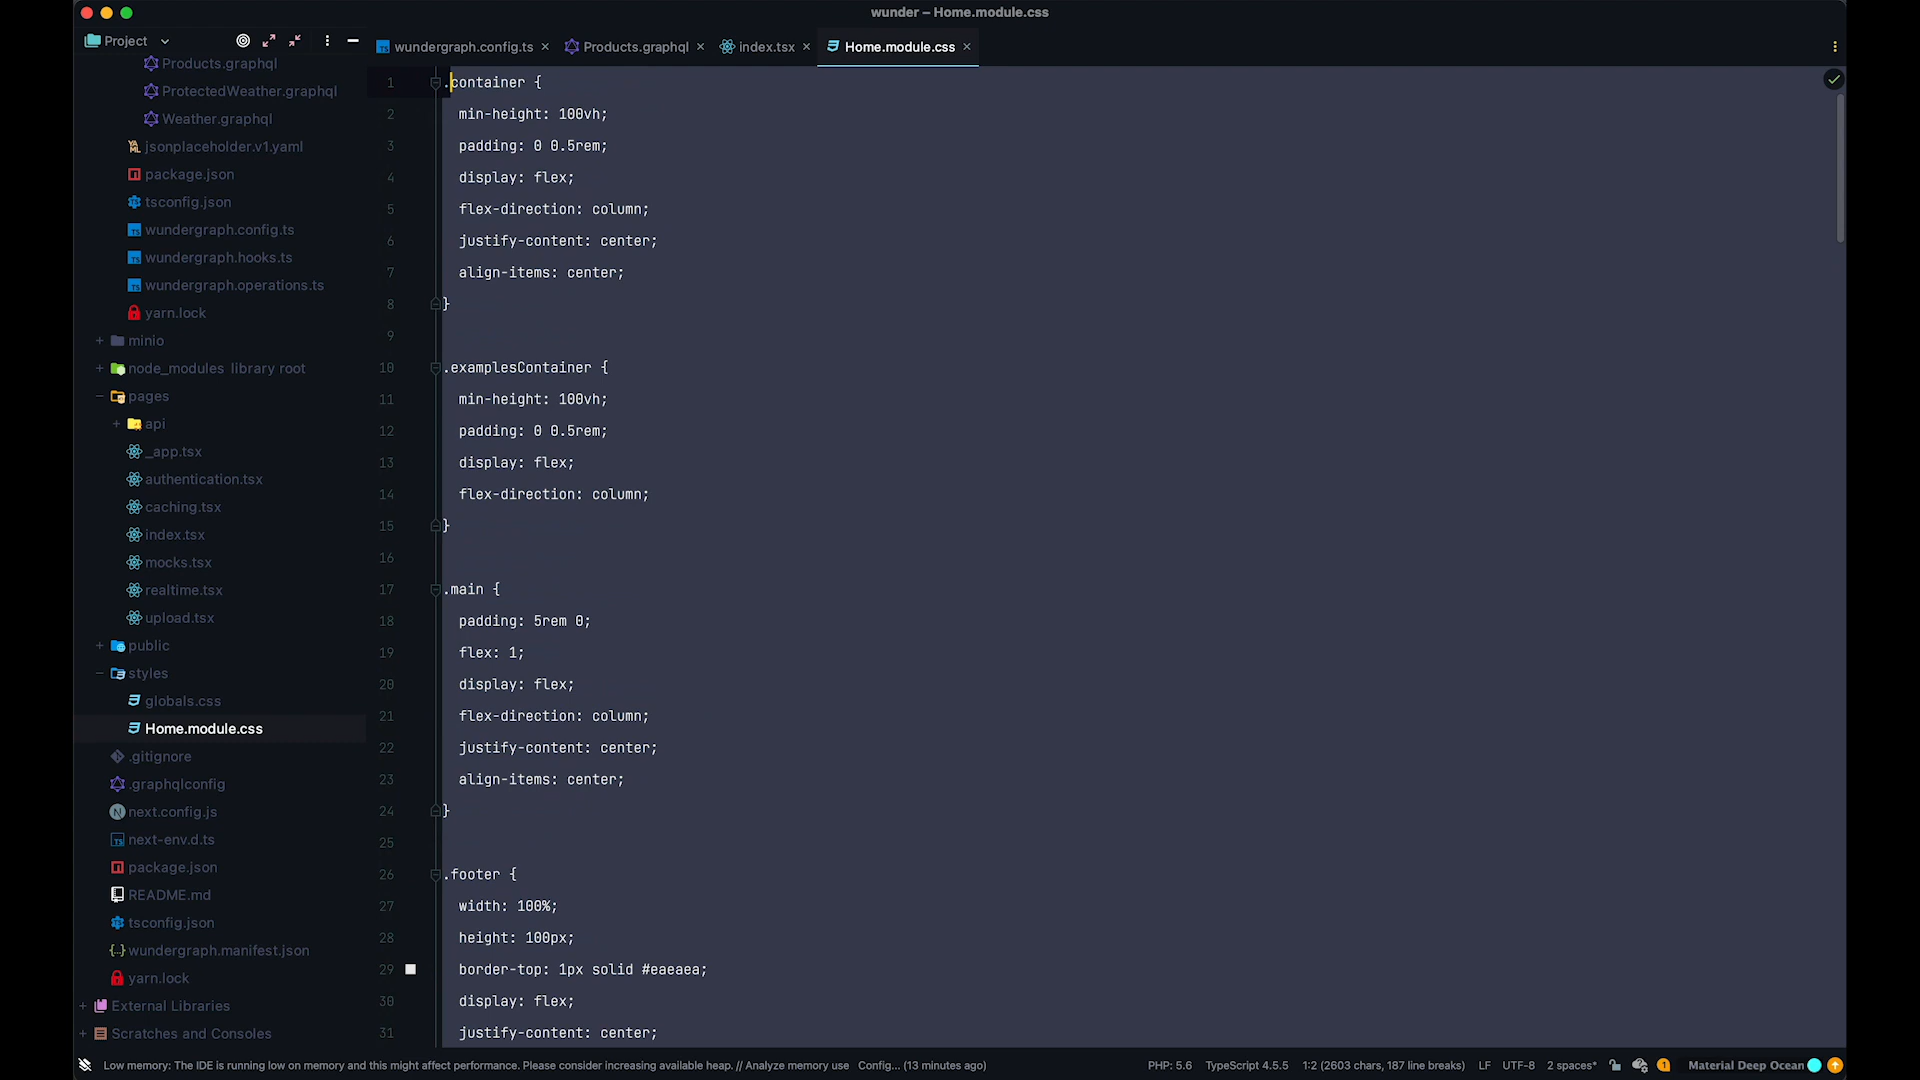 wunder – Home.module.css
Project
wundergraph.config.ts
Products.graphql
index.tsx
Home.module.css
Products.graphql
ProtectedWeather.graphql
Weather.graphql
jsonplaceholder.v1.yaml
package.json
tsconfig.json
wundergraph.config.ts
wundergraph.hooks.ts
wundergraph.operations.ts
yarn.lock
minio
node_modules library root
pages
api
_app.tsx
authentication.tsx
caching.tsx
index.tsx
mocks.tsx
realtime.tsx
upload.tsx
public
styles
globals.css
Home.module.css
.gitignore
.graphqlconfig
next.config.js
next-env.d.ts
package.json
README.md
tsconfig.json
wundergraph.manifest.json
yarn.lock
External Libraries
Scratches and Consoles
1 .container {
2 min-height: 100vh;
3 padding: 0 0.5rem;
4 display: flex;
5 flex-direction: column;
6 justify-content: center;
7 align-items: center;
8 }
9
10 .examplesContainer {
11 min-height: 100vh;
12 padding: 0 0.5rem;
13 display: flex;
14 flex-direction: column;
15 }
16
17 .main {
18 padding: 5rem 0;
19 flex: 1;
20 display: flex;
21 flex-direction: column;
22 justify-content: center;
23 align-items: center;
24 }
25
26 .footer {
27 width: 100%;
28 height: 100px;
29 border-top: 1px solid #eaeaea;
30 display: flex;
31 justify-content: center;
Low memory: The IDE is running low on memory and this might affect performance. Please consider increasing available heap. // Analyze memory use Config... (13 minutes ago)
PHP: 5.6 TypeScript 4.5.5 1:2 (2603 chars, 187 line breaks) LF UTF-8 2 spaces* 1 Material Deep Ocean